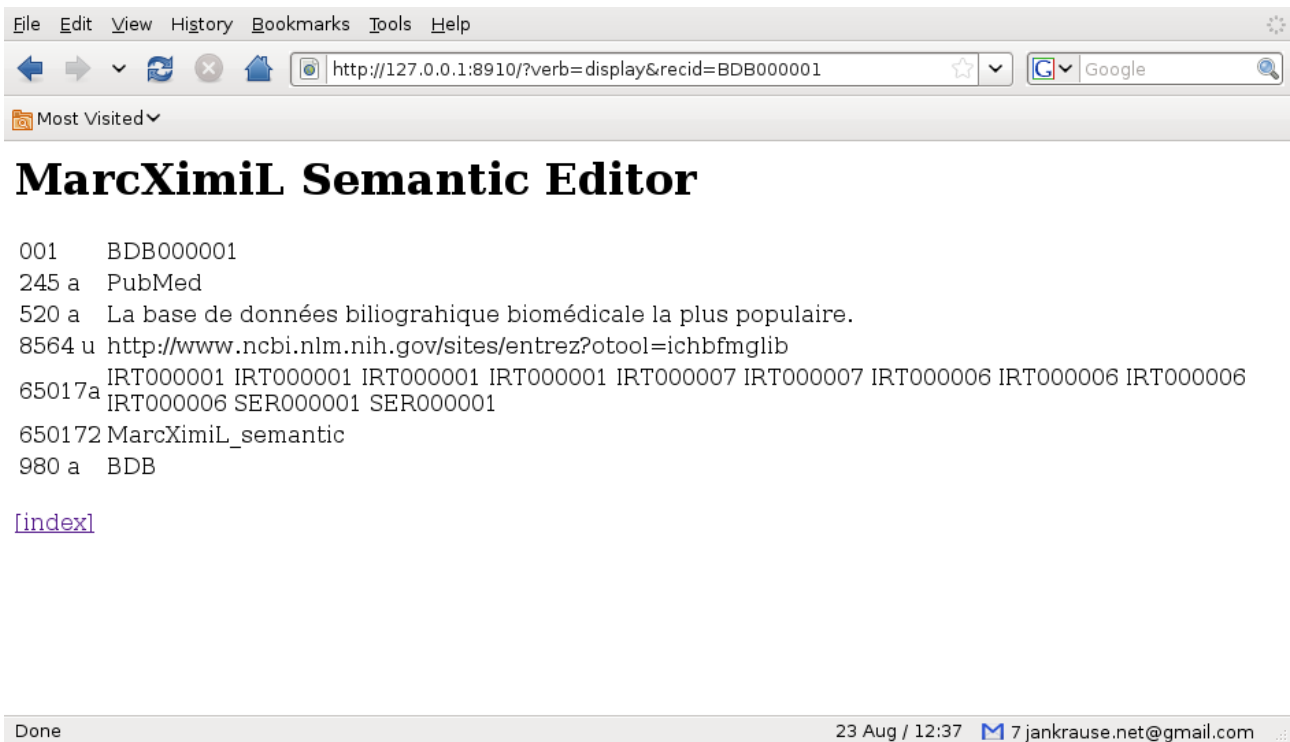 File Edit View History Bookmarks Tools Help
http://127.0.0.1:8910/?verb=display&recid=BDB000001 G Google
Most Visited
MarcXimiL Semantic Editor
001 BDB000001
245 a PubMed
520 a La base de données biliograhique biomédicale la plus populaire.
8564 u http://www.ncbi.nlm.nih.gov/sites/entrez?otool=ichbfmglib
65017a IRT000001 IRT000001 IRT000001 IRT000001 IRT000007 IRT000007 IRT000006 IRT000006 IRT000006
IRT000006 SER000001 SER000001
650172 MarcXimiL_semantic
980 a BDB
[index]
Done 23 Aug / 12:37 7 jankrause.net@gmail.com